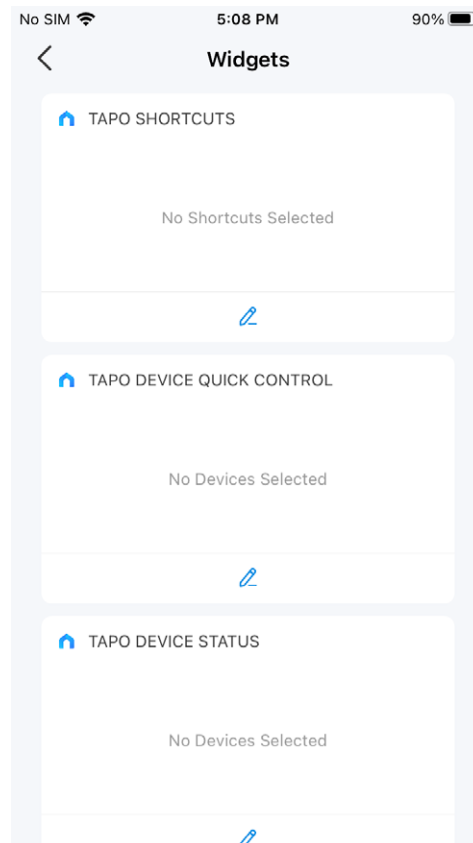 No SIM 5:08 PM 90%
Widgets
TAPO SHORTCUTS
No Shortcuts Selected
TAPO DEVICE QUICK CONTROL
No Devices Selected
TAPO DEVICE STATUS
No Devices Selected